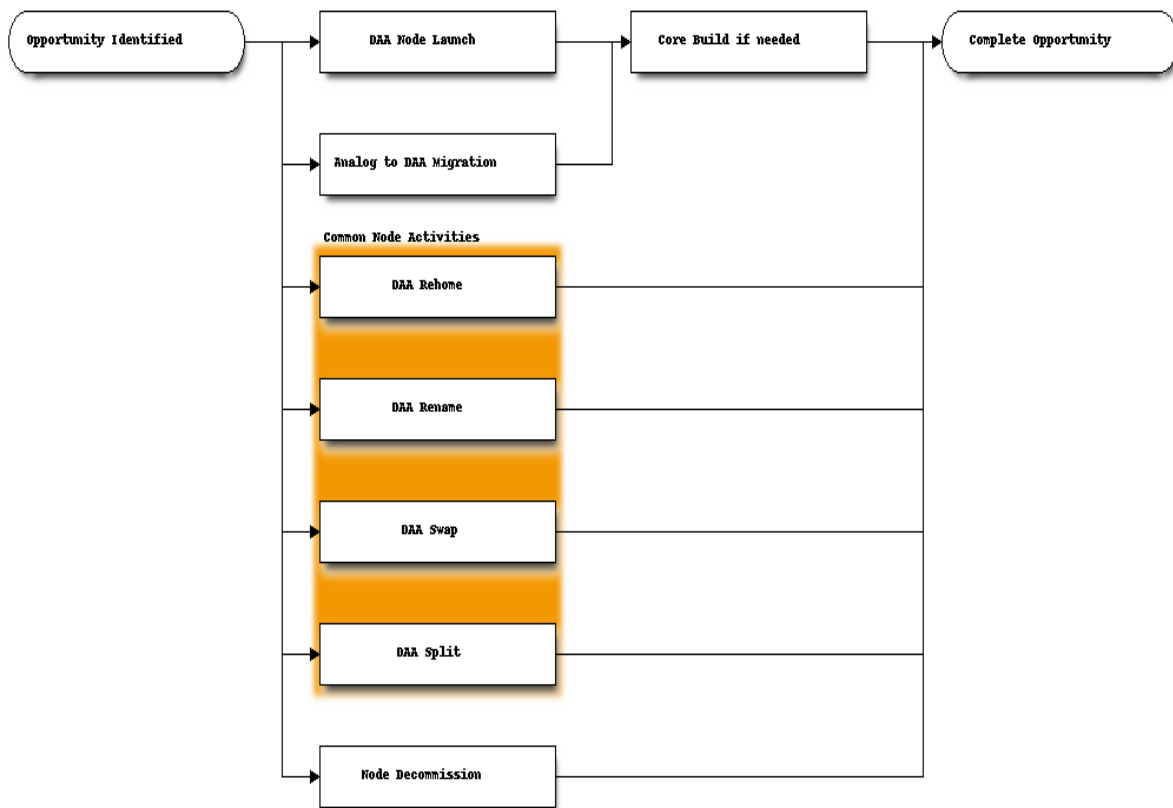 Opportunity Identified
DAA Node Launch
Core Build if needed
Complete Opportunity
Analog to DAA Migration
Common Node Activities
DAA Rehome
DAA Rename
DAA Swap
DAA Split
Node Decommission